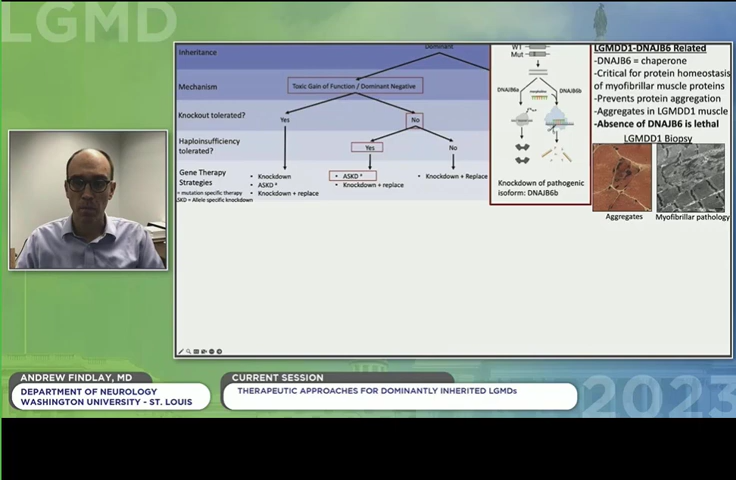 LGMD
Inheritance
Dominant
Mechanism
Toxic Gain of Function / Dominant Negative
Knockout tolerated?
Yes
No
Haploinsufficiency
tolerated?
Yes
No
Gene Therapy
Strategies
* = mutation specific therapy
ASKD = Allele specific knockdown
• Knockdown
• ASKD *
• Knockdown + replace
• ASKD *
• Knockdown + replace
• Knockdown + Replace
WT
Mut
DNAJB6a
DNAJB6b
Knockdown of pathogenic
isoform: DNAJB6b
LGMDD1-DNAJB6 Related
-DNAJB6 = chaperone
-Critical for protein homeostasis
of myofibrillar muscle proteins
-Prevents protein aggregation
-Aggregates in LGMDD1 muscle
-Absence of DNAJB6 is lethal
LGMDD1 Biopsy
Aggregates
Myofibrillar pathology
ANDREW FINDLAY, MD
DEPARTMENT OF NEUROLOGY
WASHINGTON UNIVERSITY - ST. LOUIS
CURRENT SESSION
THERAPEUTIC APPROACHES FOR DOMINANTLY INHERITED LGMDs
2023